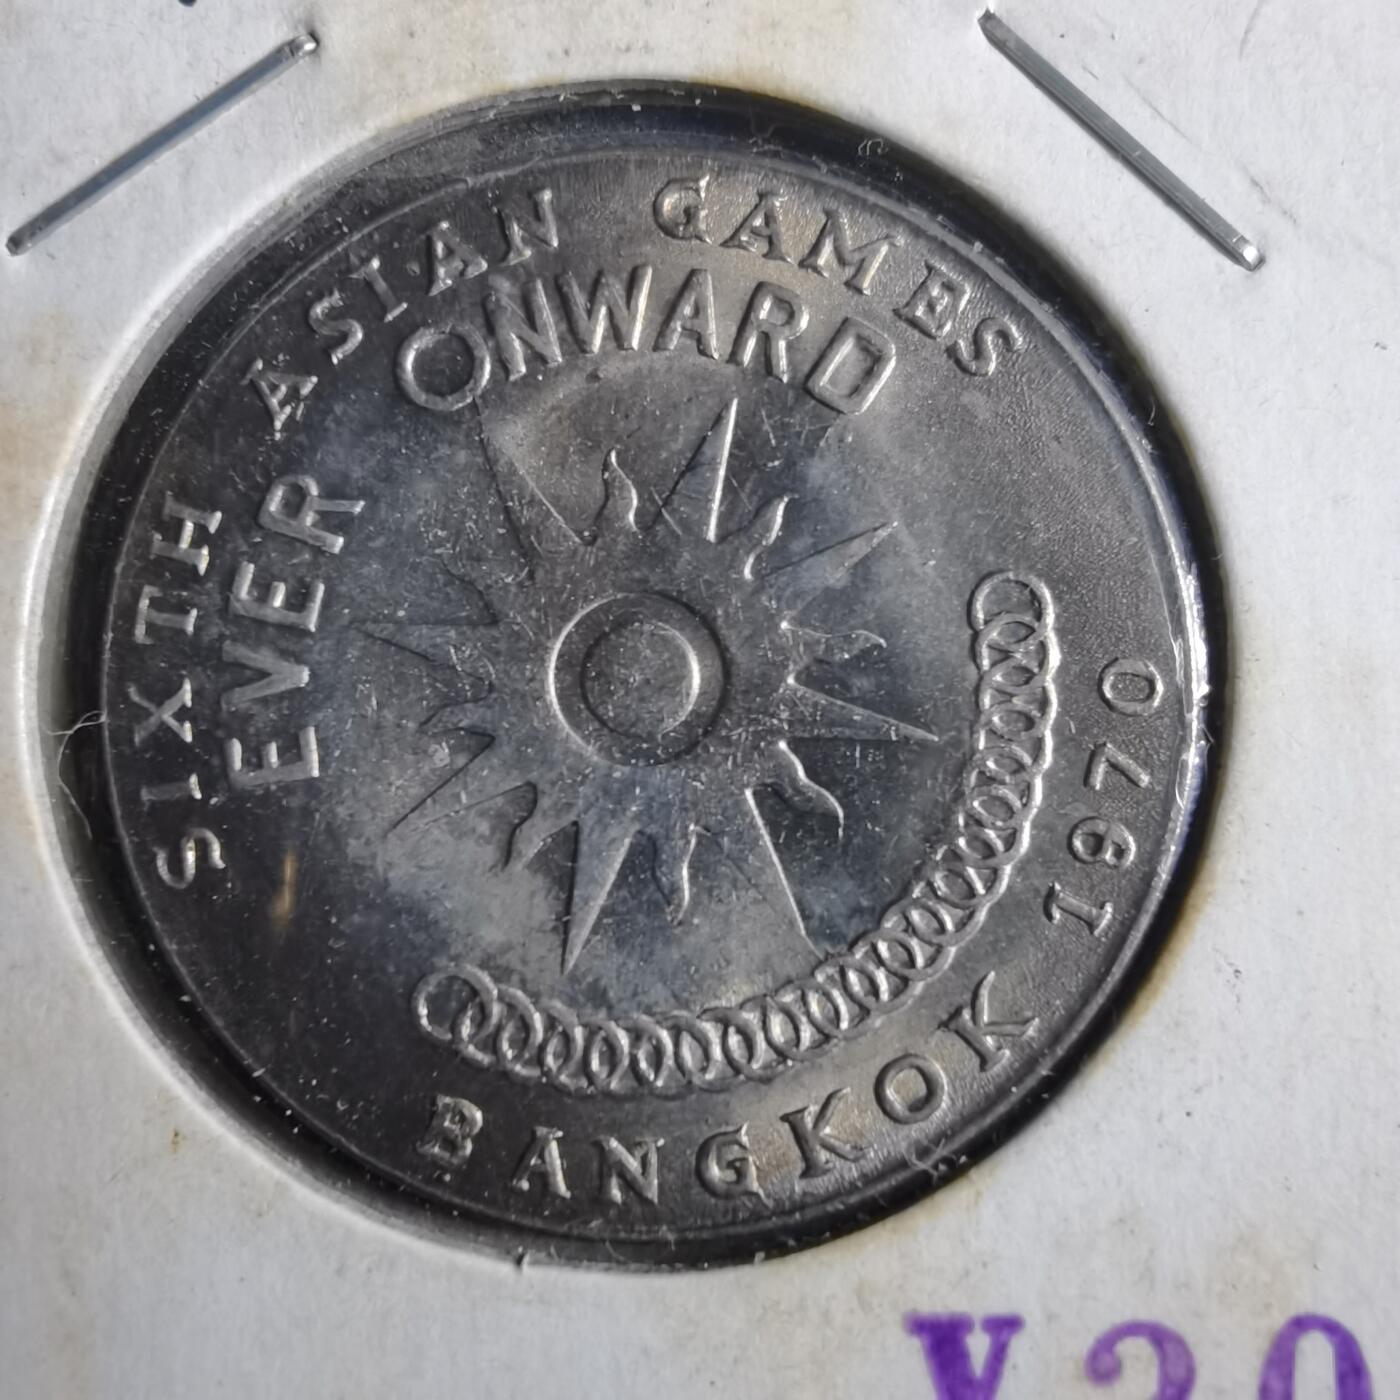 SIXTH ASIAN GAMES
EVER ONWARD
BANGKOK 1970